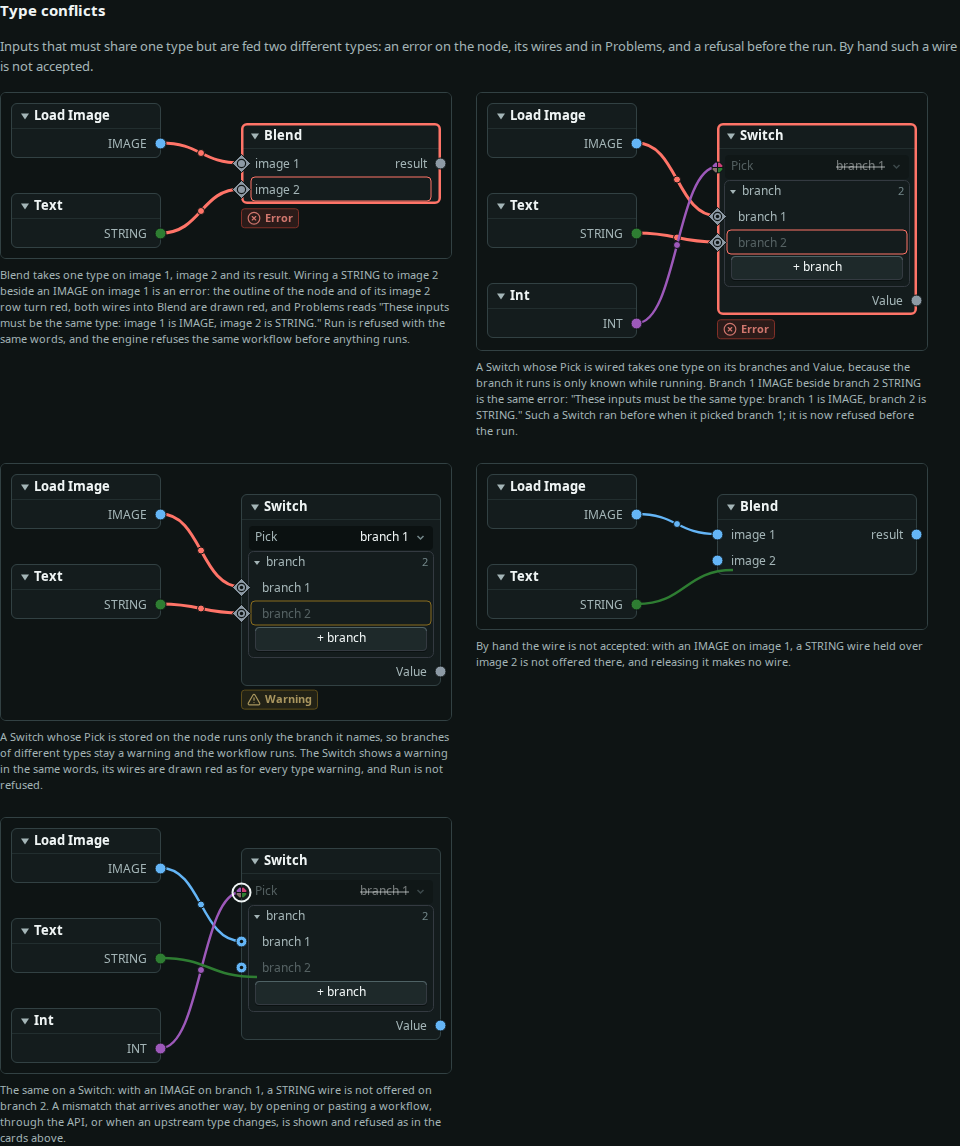 Type conflicts
Inputs that must share one type but are fed two different types: an error on the node, its wires and in Problems, and a refusal before the run. By hand such a wire
is not accepted.
Load Image
IMAGE
Text
STRING
Blend
image 1
result
image 2
Error
Blend takes one type on image 1, image 2 and its result. Wiring a STRING to image 2
beside an IMAGE on image 1 is an error: the outline of the node and of its image 2
row turn red, both wires into Blend are drawn red, and Problems reads "These inputs
must be the same type: image 1 is IMAGE, image 2 is STRING." Run is refused with the
same words, and the engine refuses the same workflow before anything runs.
Load Image
IMAGE
Text
STRING
Int
INT
Switch
Pick
branch 1
branch
2
branch 1
branch 2
+ branch
Value
Error
A Switch whose Pick is wired takes one type on its branches and Value, because the
branch it runs is only known while running. Branch 1 IMAGE beside branch 2 STRING
is the same error: "These inputs must be the same type: branch 1 is IMAGE, branch 2 is
STRING." Such a Switch ran before when it picked branch 1; it is now refused before
the run.
Load Image
IMAGE
Text
STRING
Switch
Pick
branch 1
branch
2
branch 1
branch 2
+ branch
Value
Warning
A Switch whose Pick is stored on the node runs only the branch it names, so branches
of different types stay a warning and the workflow runs. The Switch shows a warning
in the same words, its wires are drawn red as for every type warning, and Run is not
refused.
Load Image
IMAGE
Text
STRING
Blend
image 1
result
image 2
By hand the wire is not accepted: with an IMAGE on image 1, a STRING wire held over
image 2 is not offered there, and releasing it makes no wire.
Load Image
IMAGE
Text
STRING
Int
INT
Switch
Pick
branch 1
branch
2
branch 1
branch 2
+ branch
Value
The same on a Switch: with an IMAGE on branch 1, a STRING wire is not offered on
branch 2. A mismatch that arrives another way, by opening or pasting a workflow,
through the API, or when an upstream type changes, is shown and refused as in the
cards above.